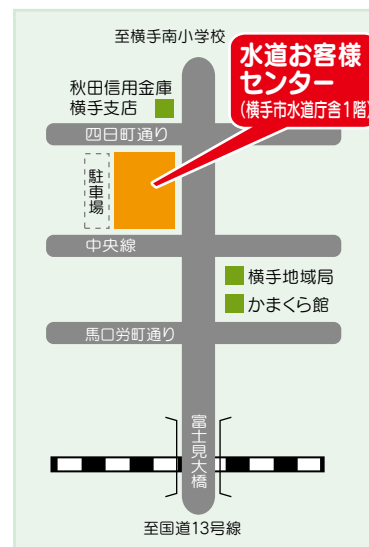 至横手南小学校
水道お客様
センター
(横手市水道庁舎1階)
秋田信用金庫
横手支店
四日町通り
駐車場
中央線
横手地域局
かまくら館
馬口労町通り
富士見大橋
至国道13号線